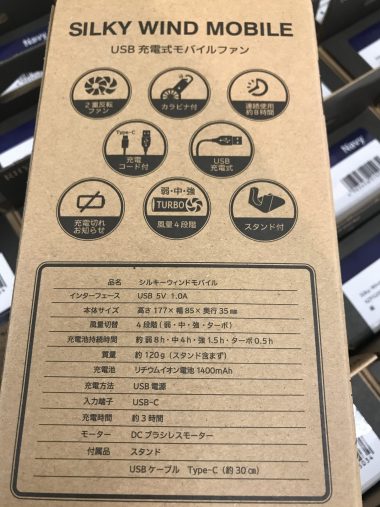 SILKY WIND MOBILE
USB 充電式モバイルファン
2重反転
ファン
カラビナ付
連続使用
約8時間
Type-C
充電
コード付
USB
充電式
充電切れ
お知らせ
弱・中・強
TURBO
風量4段階
スタンド付
品名 シルキーウィンドモバイル
インターフェース USB 5V 1.0A
本体サイズ 高さ177×幅85×奥行35㎜
風量切替 4段階(弱・中・強・ターボ)
充電池持続時間 約 弱8h・中4h・強1.5h・ターボ0.5h
質量 約120g(スタンド含まず)
充電池 リチウムイオン電池 1400mAh
充電方法 USB電源
入力端子 USB-C
充電時間 約3時間
モーター DCブラシレスモーター
付属品 スタンド
USBケーブル Type-C(約30㎝)
Navy
Navy